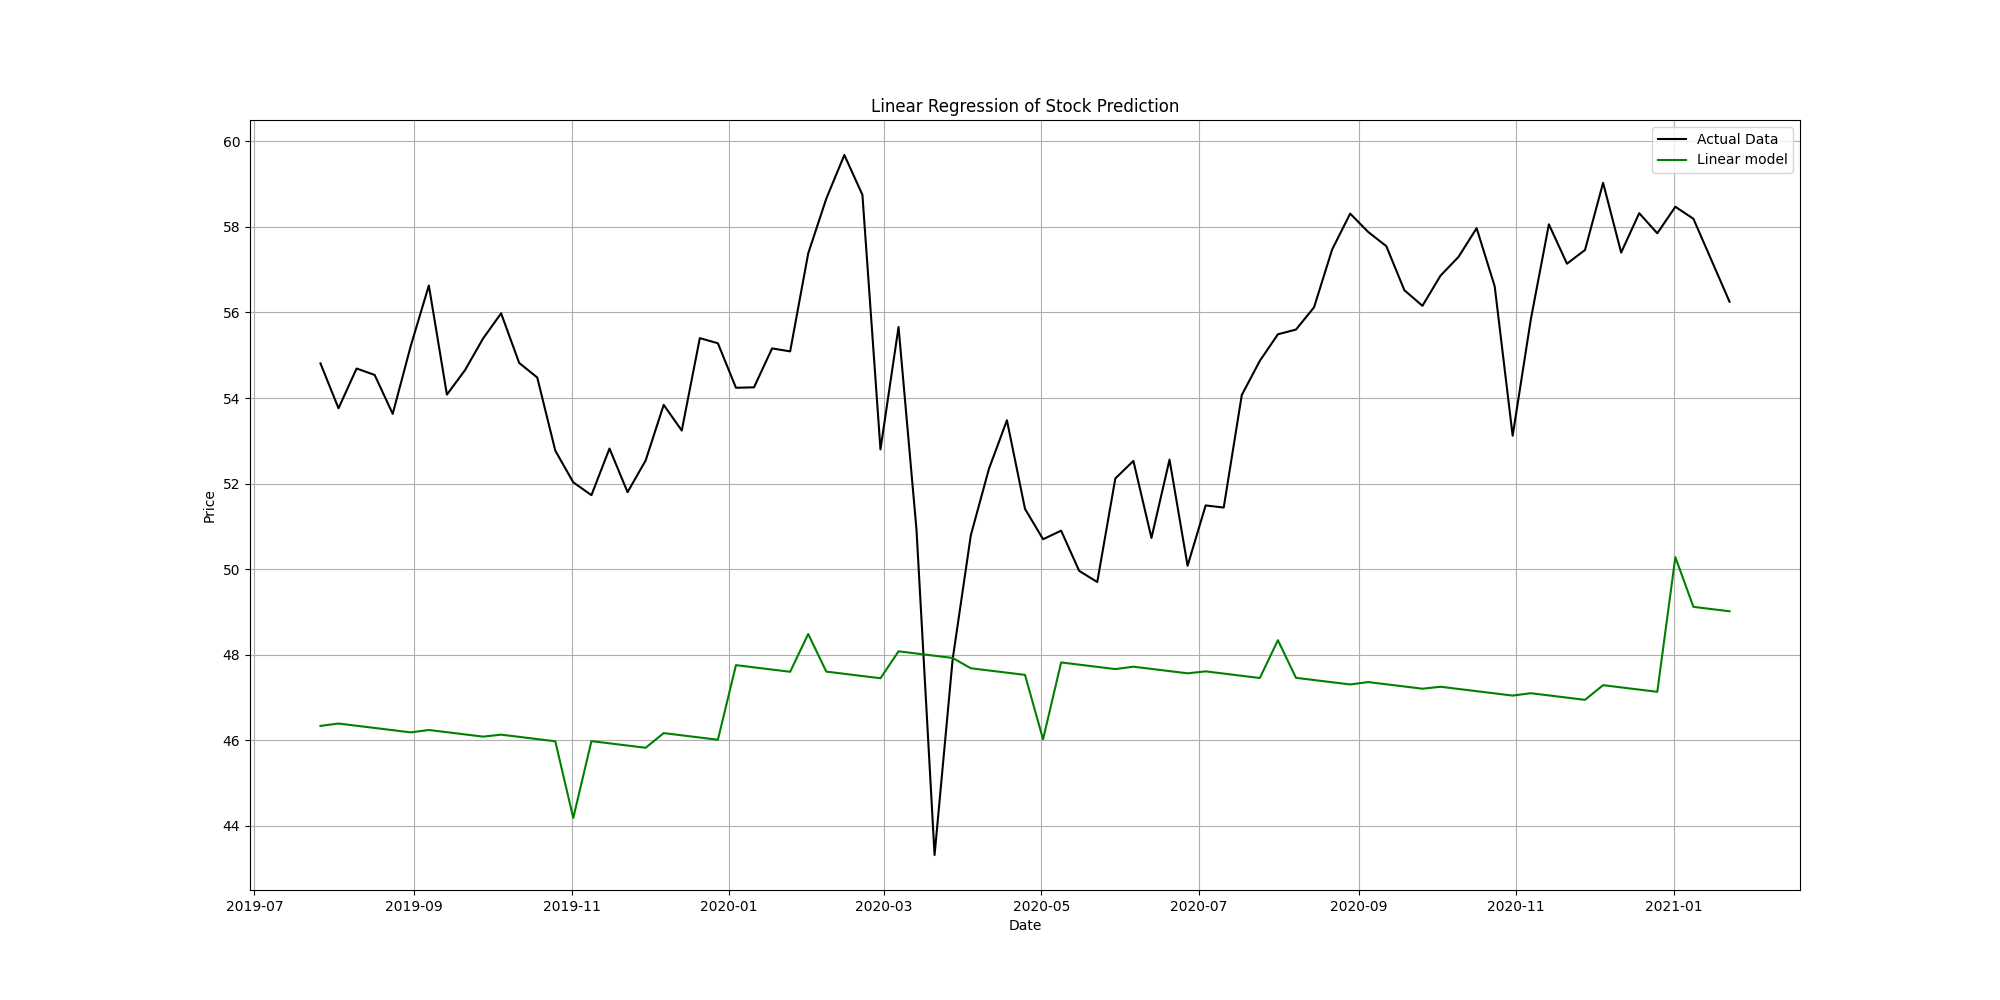 Linear Regression of Stock Prediction
Actual Data
Linear model
60
58
56
54
52
50
48
46
44
Price
2019-07 2019-09 2019-11 2020-01 2020-03 2020-05 2020-07 2020-09 2020-11 2021-01
Date